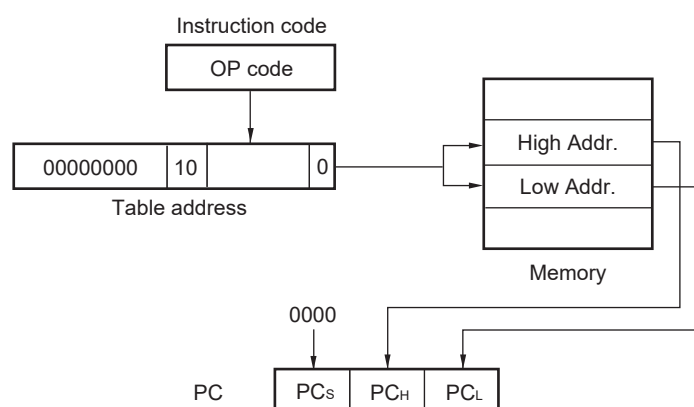 Instruction code
OP code
00000000 10 0
Table address
High Addr.
Low Addr.
Memory
0000
PC PCS PCH PCL